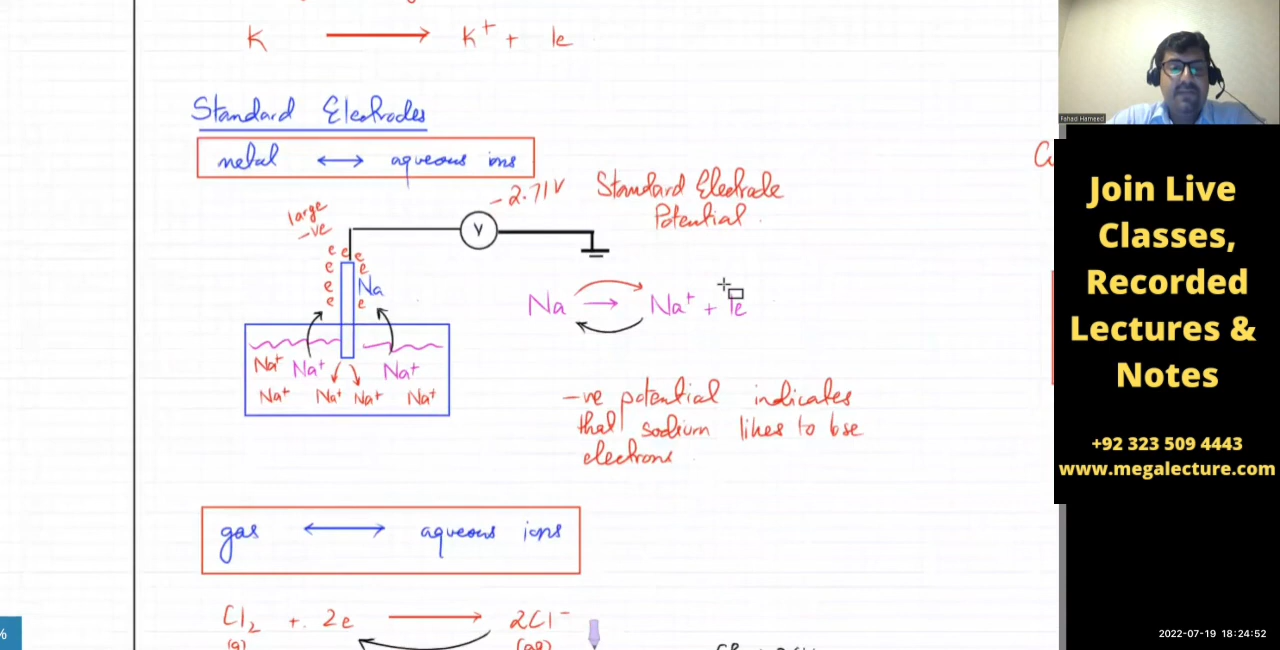 K ⟶ K⁺ + 1e
Standard Electrodes
metal ⟷ aqueous ions
large
-ve
- 2.71V
Standard Electrode
Potential.
V
e e e
e e
e
e e
Na
Na → Na⁺ + 1e
Na⁺ Na⁺ Na⁺
Na⁺ Na⁺ Na⁺ Na⁺
-ve potential indicates
that sodium likes to lose
electrons
gas ⟷ aqueous ions
Cl₂ + 2e ⟶ 2Cl⁻
(g) (aq)
Fahad Hameed
Join Live
Classes,
Recorded
Lectures &
Notes
+92 323 509 4443
www.megalecture.com
%
2022-07-19 18:24:52